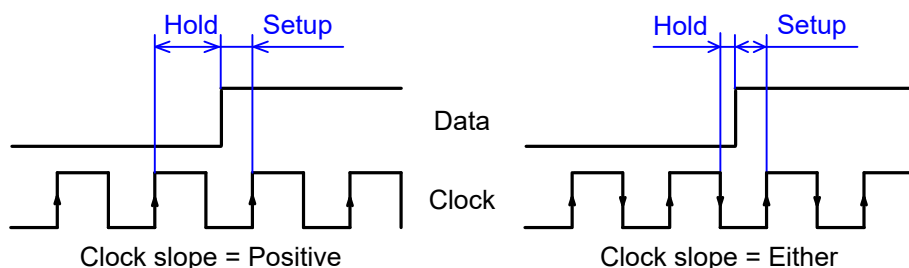 Hold Setup
Hold Setup
Data
Clock
Clock slope = Positive
Clock slope = Either